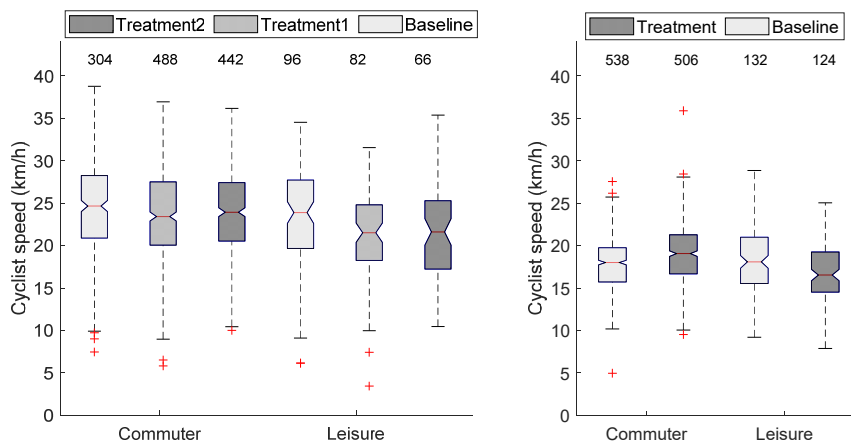 Treatment2 Treatment1 Baseline
304 488 442 96 82 66
40
35
30
25
20
15
10
5
0
Cyclist speed (km/h)
Commuter Leisure
Treatment Baseline
538 506 132 124
40
35
30
25
20
15
10
5
0
Cyclist speed (km/h)
Commuter Leisure